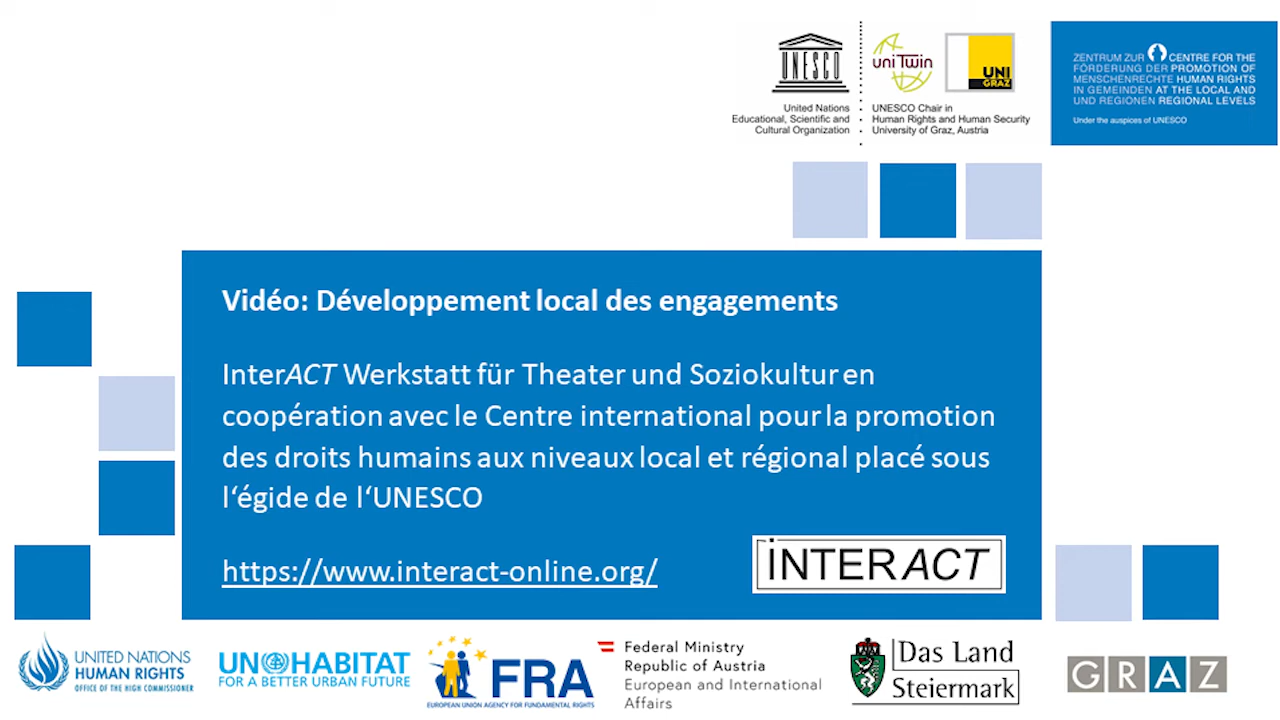 UNESCO
United Nations
Educational, Scientific and
Cultural Organization
uniTwin
UNI
GRAZ
UNESCO Chair in
Human Rights and Human Security
University of Graz, Austria
ZENTRUM ZUR CENTRE FOR THE
FÖRDERUNG DER PROMOTION OF
MENSCHENRECHTE HUMAN RIGHTS
IN GEMEINDEN AT THE LOCAL AND
UND REGIONEN REGIONAL LEVELS
Under the auspices of UNESCO
Vidéo: Développement local des engagements
InterACT Werkstatt für Theater und Soziokultur en
coopération avec le Centre international pour la promotion
des droits humains aux niveaux local et régional placé sous
l‘égide de l‘UNESCO
https://www.interact-online.org/
iNTERACT
UNITED NATIONS
HUMAN RIGHTS
OFFICE OF THE HIGH COMMISSIONER
UN HABITAT
FOR A BETTER URBAN FUTURE
FRA
EUROPEAN UNION AGENCY FOR FUNDAMENTAL RIGHTS
Federal Ministry
Republic of Austria
European and International
Affairs
Das Land
Steiermark
GRAZ